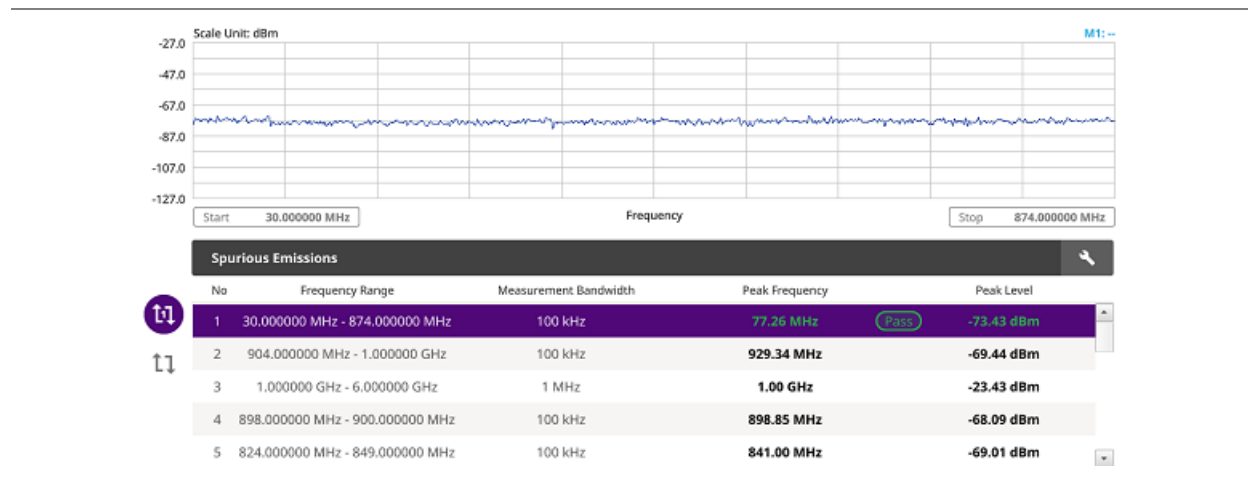 Scale Unit: dBm M1: --
-27.0
-47.0
-67.0
-87.0
-107.0
-127.0
Start 30.000000 MHz Frequency Stop 874.000000 MHz
Spurious Emissions
No Frequency Range Measurement Bandwidth Peak Frequency Peak Level
1 30.000000 MHz - 874.000000 MHz 100 kHz 77.26 MHz Pass -73.43 dBm
2 904.000000 MHz - 1.000000 GHz 100 kHz 929.34 MHz -69.44 dBm
3 1.000000 GHz - 6.000000 GHz 1 MHz 1.00 GHz -23.43 dBm
4 898.000000 MHz - 900.000000 MHz 100 kHz 898.85 MHz -68.09 dBm
5 824.000000 MHz - 849.000000 MHz 100 kHz 841.00 MHz -69.01 dBm